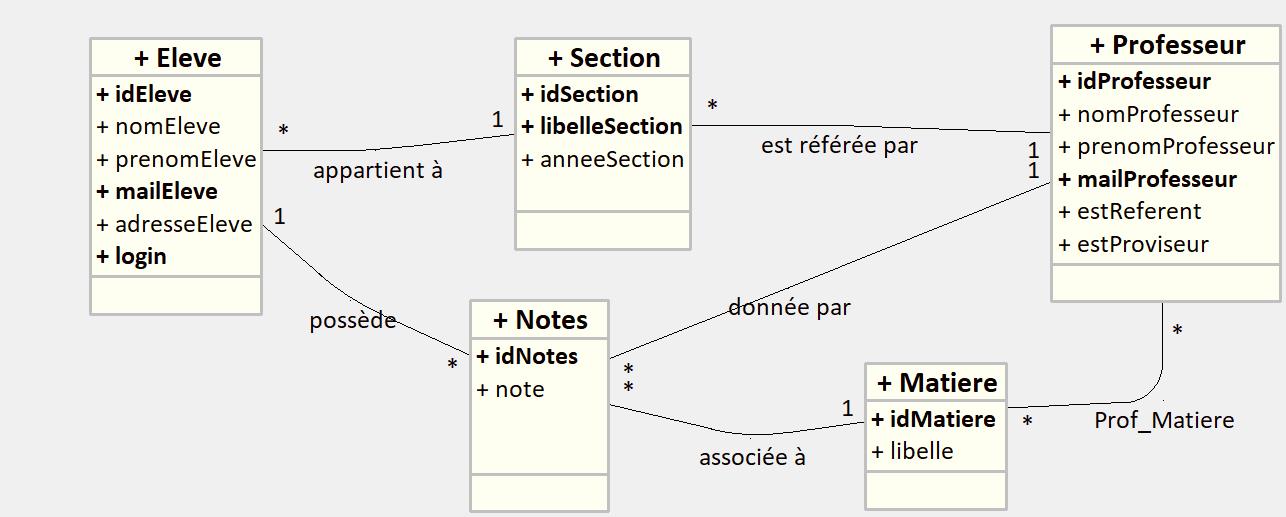 + Eleve
+ idEleve
+ nomEleve
+ prenomEleve
+ mailEleve
+ adresseEleve
+ login
*
appartient à
1
+ Section
+ idSection
+ libelleSection
+ anneeSection
*
est référée par
1
+ Professeur
+ idProfesseur
+ nomProfesseur
+ prenomProfesseur
+ mailProfesseur
+ estReferent
+ estProviseur
1
possède
*
+ Notes
+ idNotes
+ note
1
donnée par
*
*
associée à
1
+ Matiere
+ idMatiere
+ libelle
*
Prof_Matiere
*